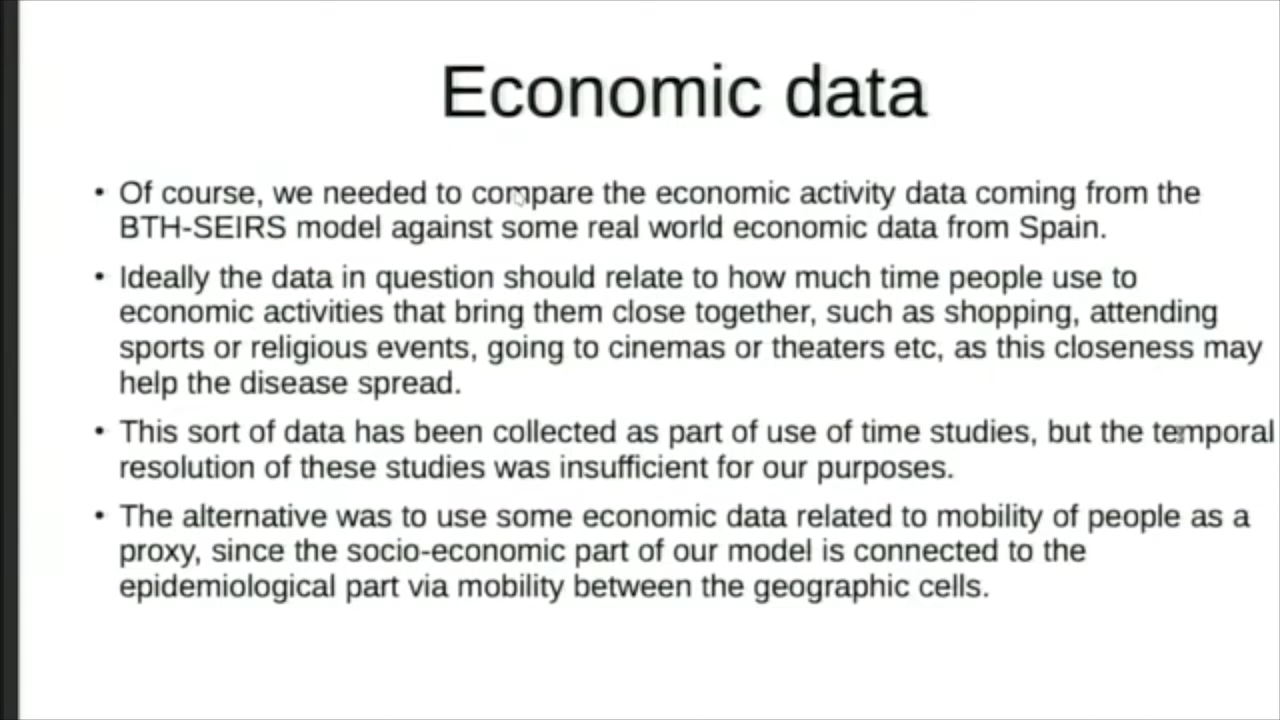 Economic data
• Of course, we needed to compare the economic activity data coming from the
BTH-SEIRS model against some real world economic data from Spain.
• Ideally the data in question should relate to how much time people use to
economic activities that bring them close together, such as shopping, attending
sports or religious events, going to cinemas or theaters etc, as this closeness may
help the disease spread.
• This sort of data has been collected as part of use of time studies, but the temporal
resolution of these studies was insufficient for our purposes.
• The alternative was to use some economic data related to mobility of people as a
proxy, since the socio-economic part of our model is connected to the
epidemiological part via mobility between the geographic cells.